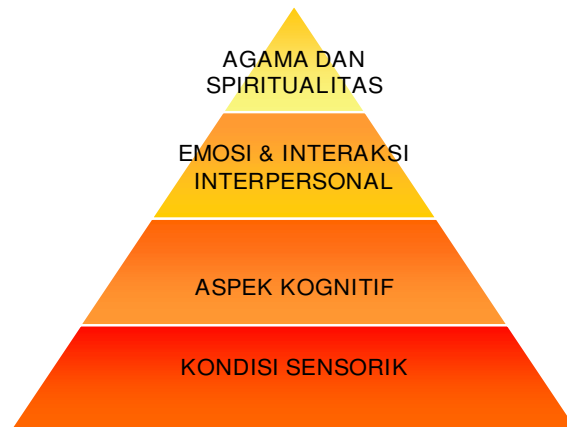 AGAMA DAN
SPIRITUALITAS
EMOSI & INTERAKSI
INTERPERSONAL
ASPEK KOGNITIF
KONDISI SENSORIK